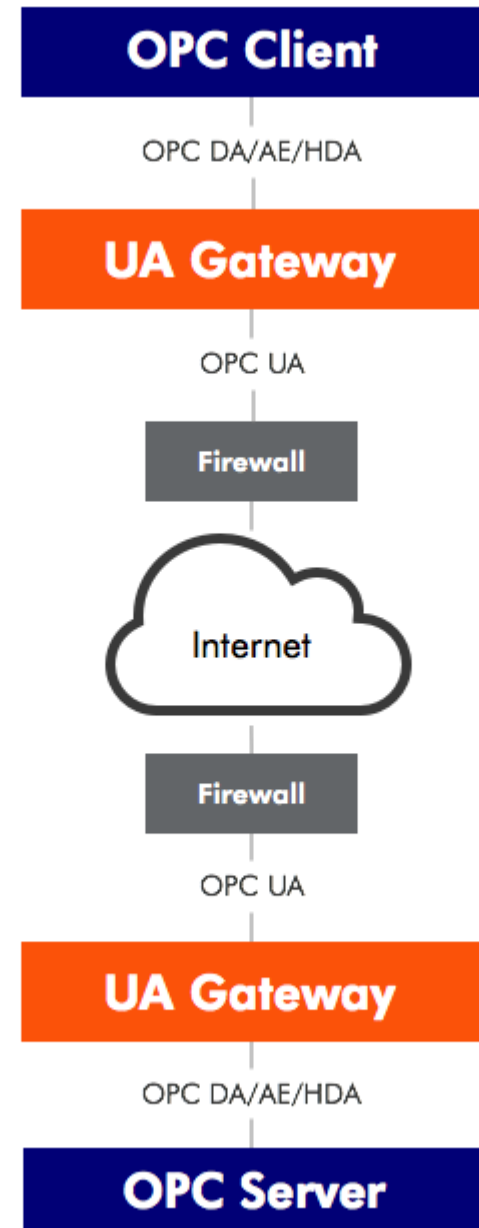 OPC Client
OPC DA/AE/HDA
UA Gateway
OPC UA
Firewall
Internet
Firewall
OPC UA
UA Gateway
OPC DA/AE/HDA
OPC Server